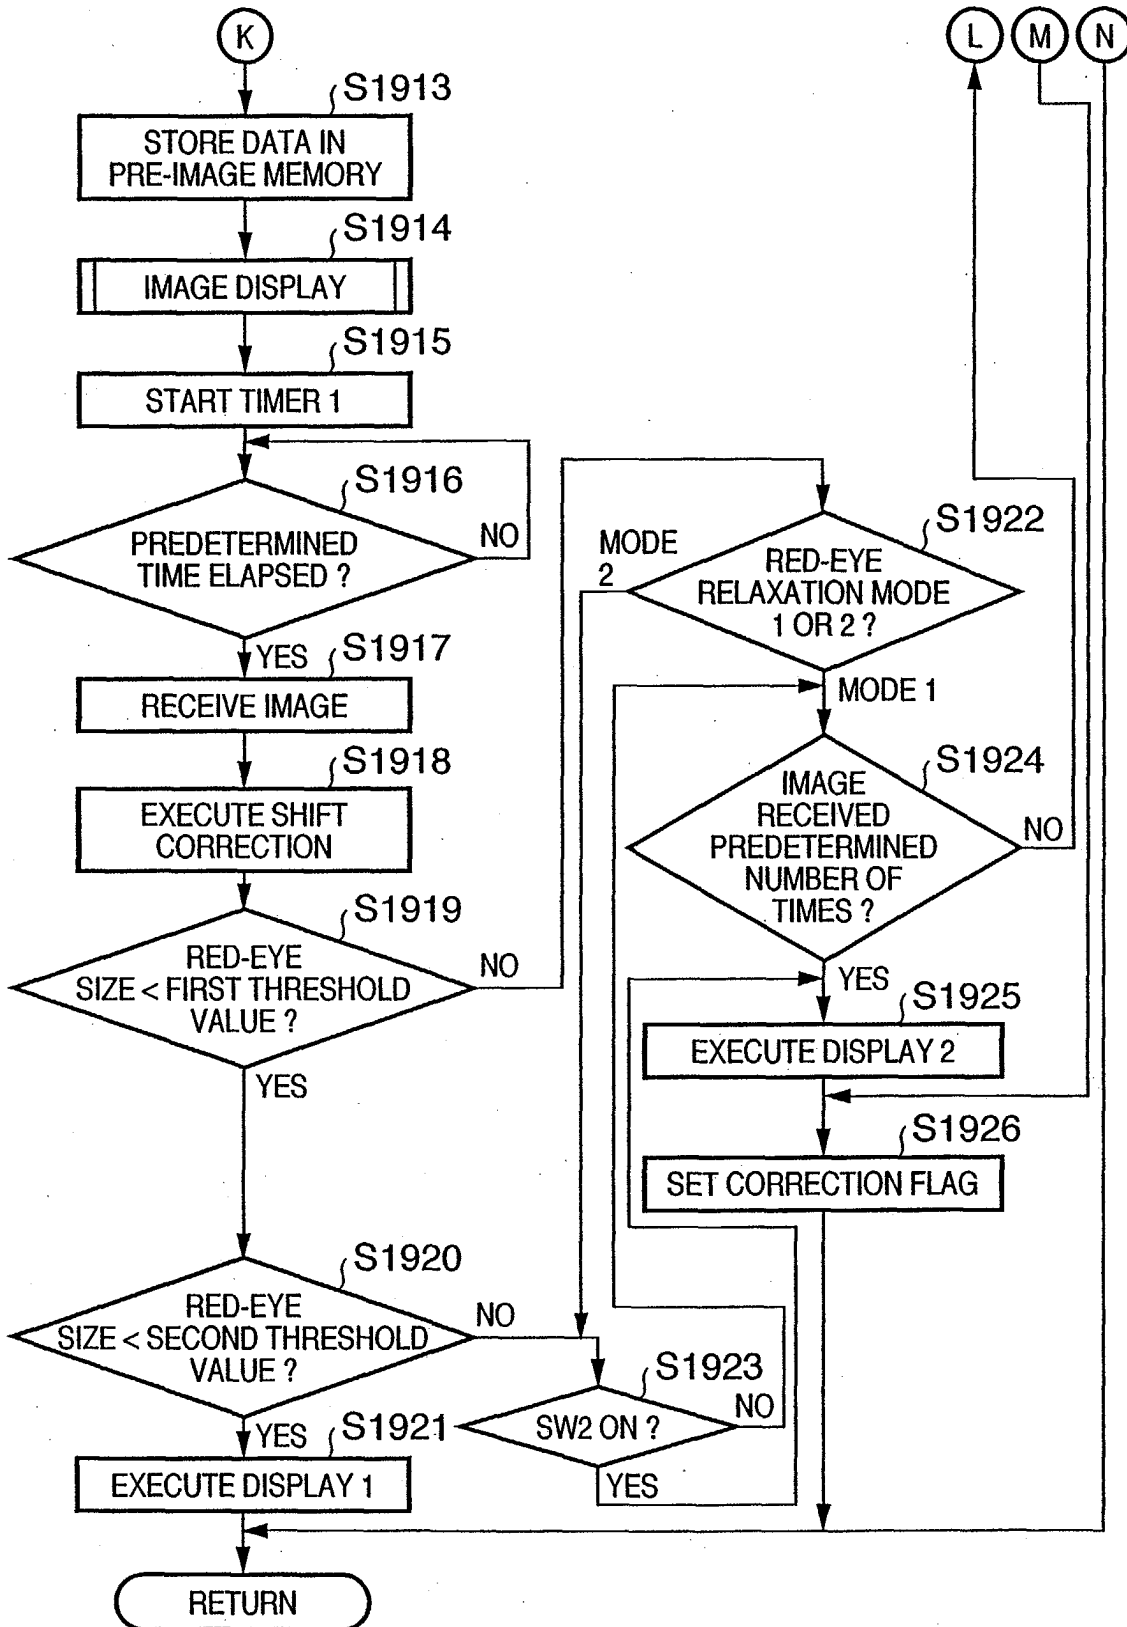 K
L
M
N
S1913
STORE DATA IN
PRE-IMAGE MEMORY
S1914
IMAGE DISPLAY
S1915
START TIMER 1
S1916
PREDETERMINED
TIME ELAPSED ?
NO
YES
S1917
RECEIVE IMAGE
S1918
EXECUTE SHIFT
CORRECTION
S1919
RED-EYE
SIZE < FIRST THRESHOLD
VALUE ?
NO
YES
S1920
RED-EYE
SIZE < SECOND THRESHOLD
VALUE ?
NO
YES
S1921
EXECUTE DISPLAY 1
RETURN
S1922
MODE
2
RED-EYE
RELAXATION MODE
1 OR 2 ?
MODE 1
S1924
IMAGE
RECEIVED
PREDETERMINED
NUMBER OF
TIMES ?
NO
YES
S1925
EXECUTE DISPLAY 2
S1926
SET CORRECTION FLAG
S1923
SW2 ON ?
NO
YES